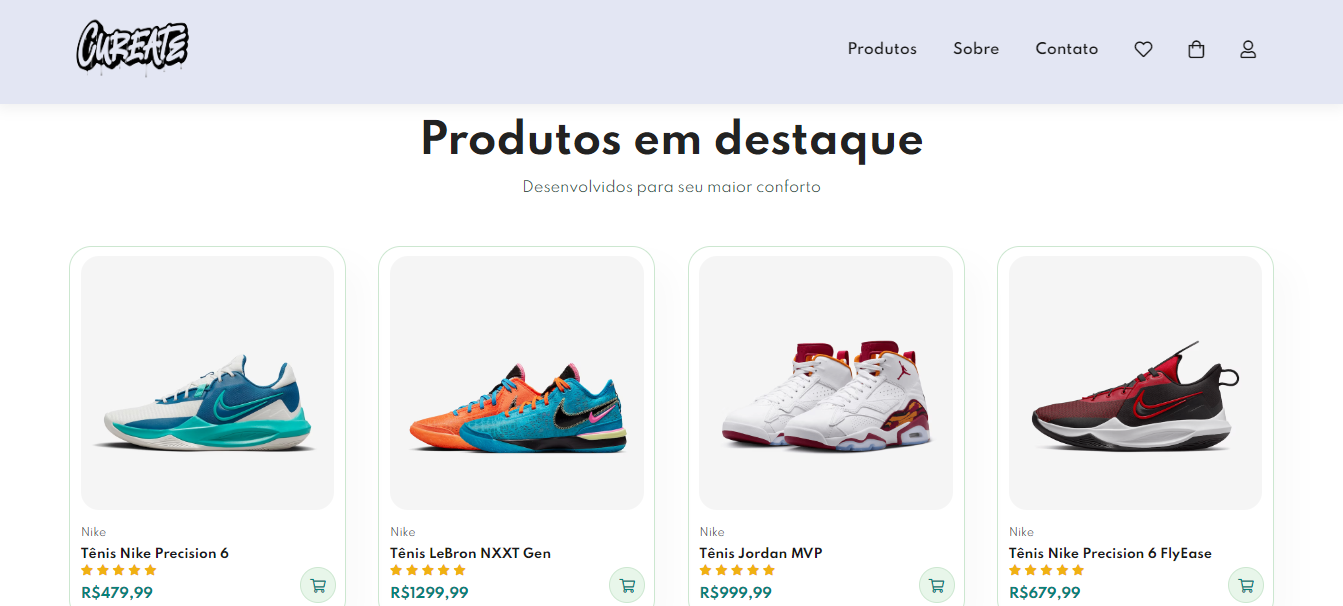 CUREATE
Produtos Sobre Contato
Produtos em destaque
Desenvolvidos para seu maior conforto
Nike
Tênis Nike Precision 6
R$479,99
Nike
Tênis LeBron NXXT Gen
R$1299,99
Nike
Tênis Jordan MVP
R$999,99
Nike
Tênis Nike Precision 6 FlyEase
R$679,99